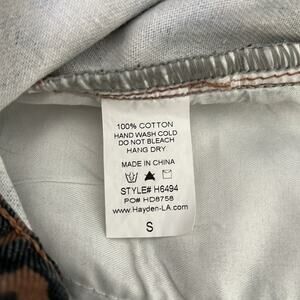 100% COTTON
HAND WASH COLD
DO NOT BLEACH
HANG DRY
MADE IN CHINA
STYLE# H6494
PO# HD8758
www.Hayden-LA.com
S